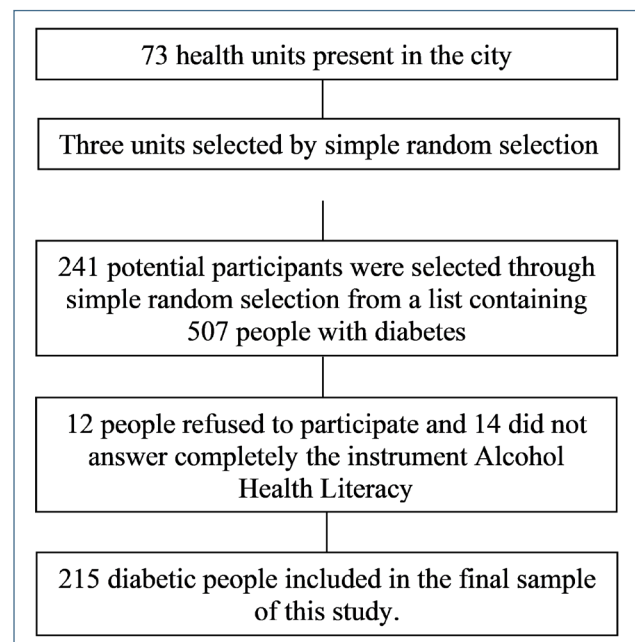 73 health units present in the city
Three units selected by simple random selection
241 potential participants were selected through
simple random selection from a list containing
507 people with diabetes
12 people refused to participate and 14 did not
answer completely the instrument Alcohol
Health Literacy
215 diabetic people included in the final sample
of this study.